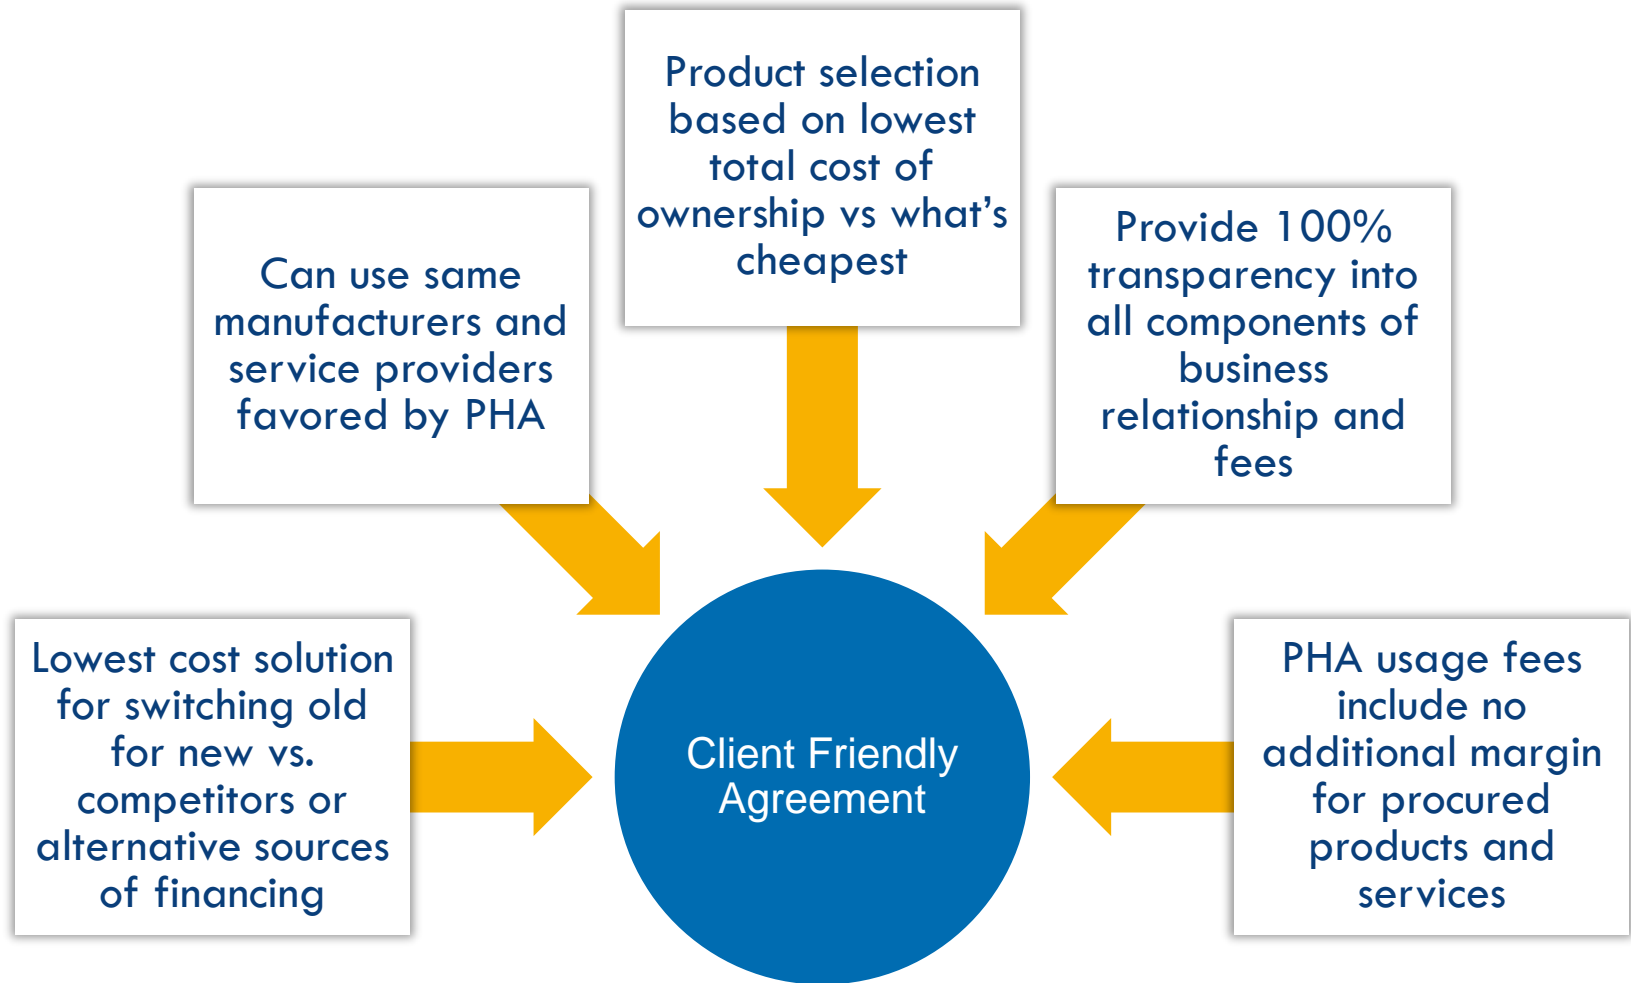 Product selection
based on lowest
total cost of
ownership vs what’s
cheapest
Can use same
manufacturers and
service providers
favored by PHA
Provide 100%
transparency into
all components of
business
relationship and
fees
Lowest cost solution
for switching old
for new vs.
competitors or
alternative sources
of financing
Client Friendly
Agreement
PHA usage fees
include no
additional margin
for procured
products and
services